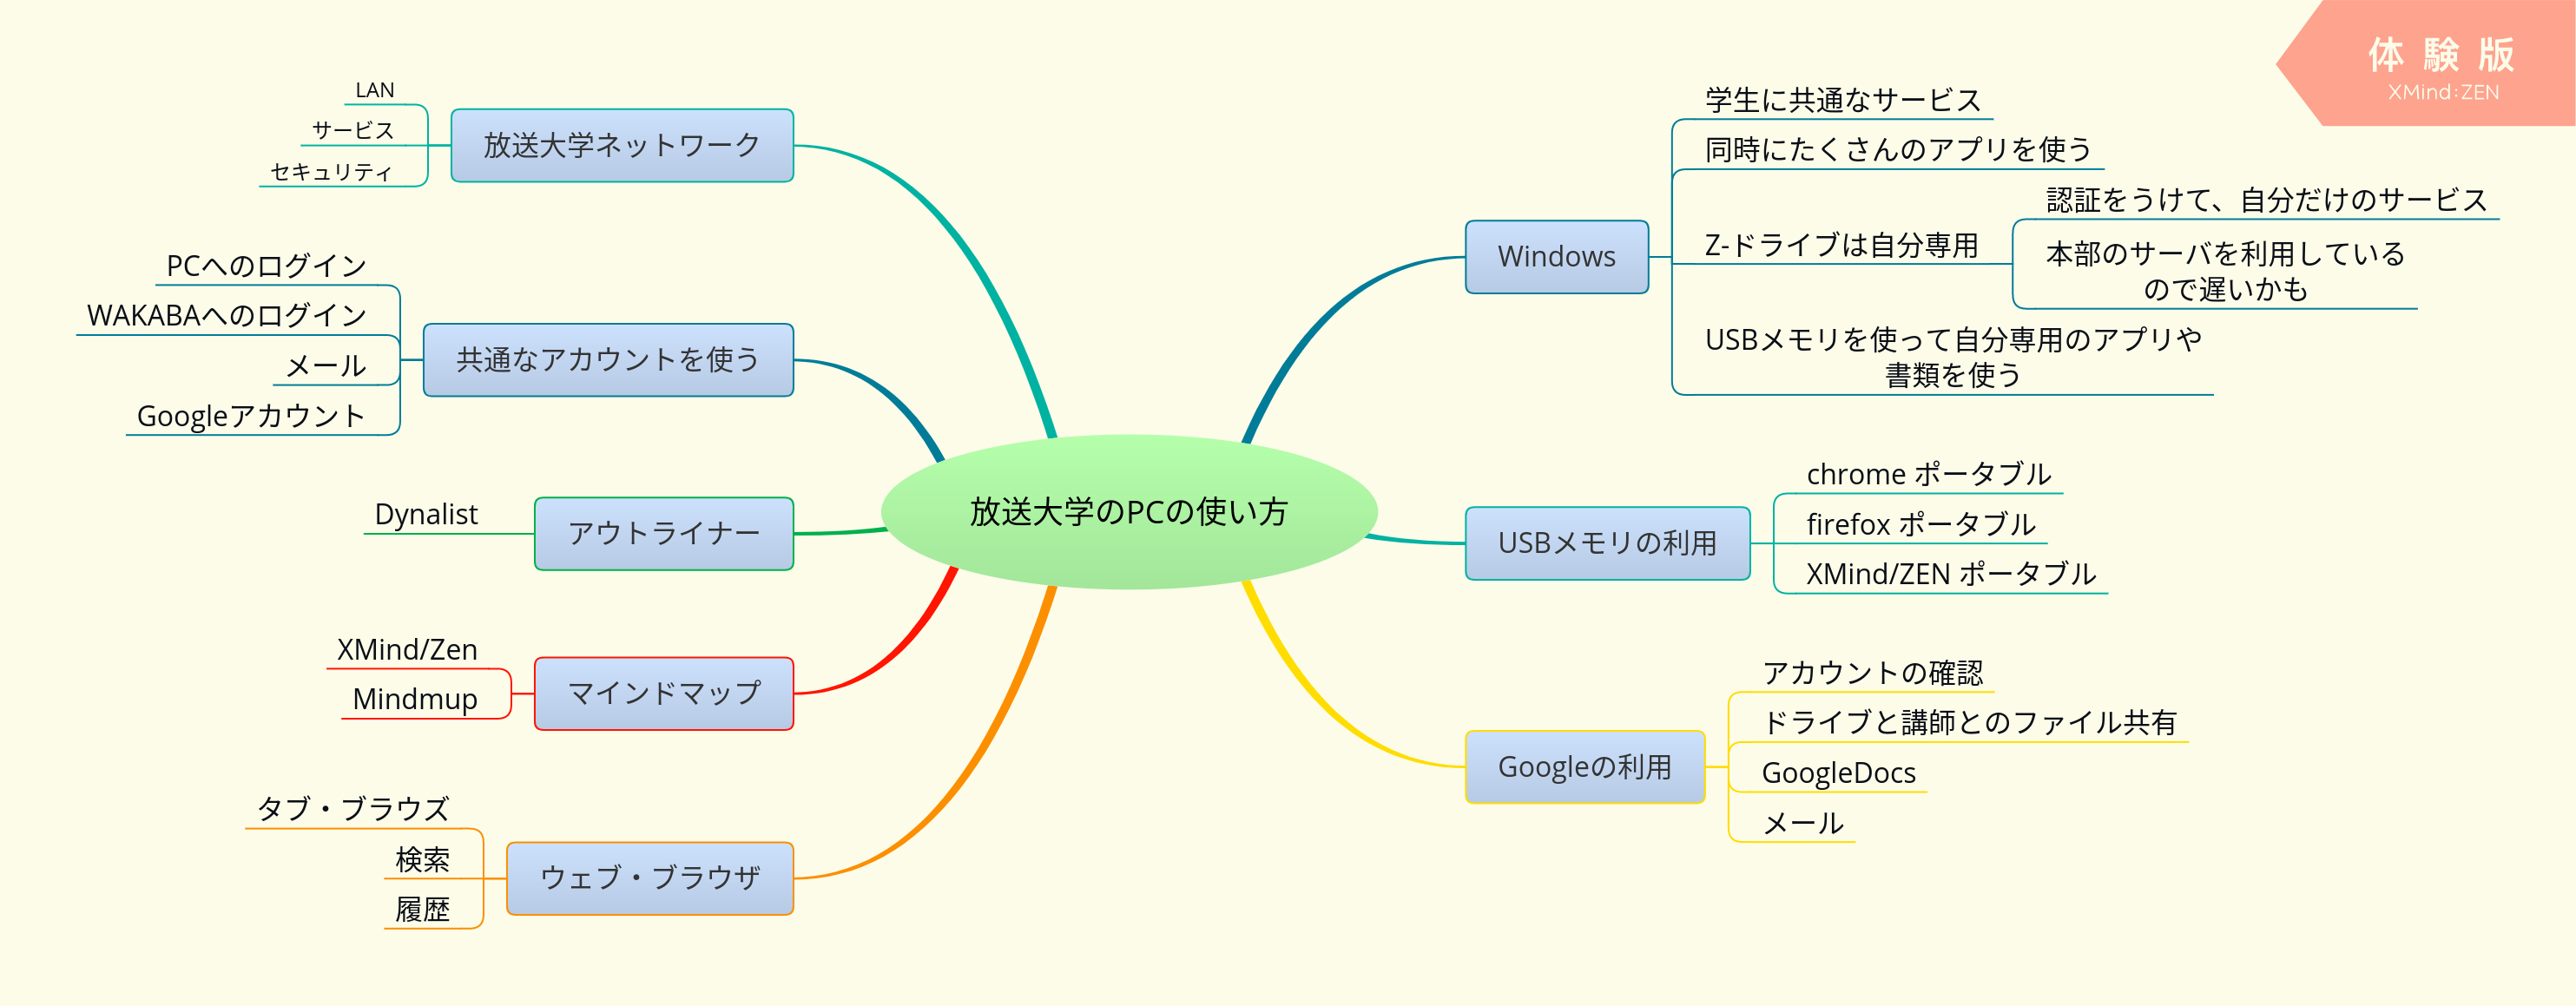 体験版
XMind:ZEN
放送大学のPCの使い方
Windows
学生に共通なサービス
同時にたくさんのアプリを使う
Z-ドライブは自分専用
認証をうけて、自分だけのサービス
本部のサーバを利用している
ので遅いかも
USBメモリを使って自分専用のアプリや
書類を使う
USBメモリの利用
chrome ポータブル
firefox ポータブル
XMind/ZEN ポータブル
Googleの利用
アカウントの確認
ドライブと講師とのファイル共有
GoogleDocs
メール
放送大学ネットワーク
LAN
サービス
セキュリティ
共通なアカウントを使う
PCへのログイン
WAKABAへのログイン
メール
Googleアカウント
アウトライナー
Dynalist
マインドマップ
XMind/Zen
Mindmup
ウェブ・ブラウザ
タブ・ブラウズ
検索
履歴